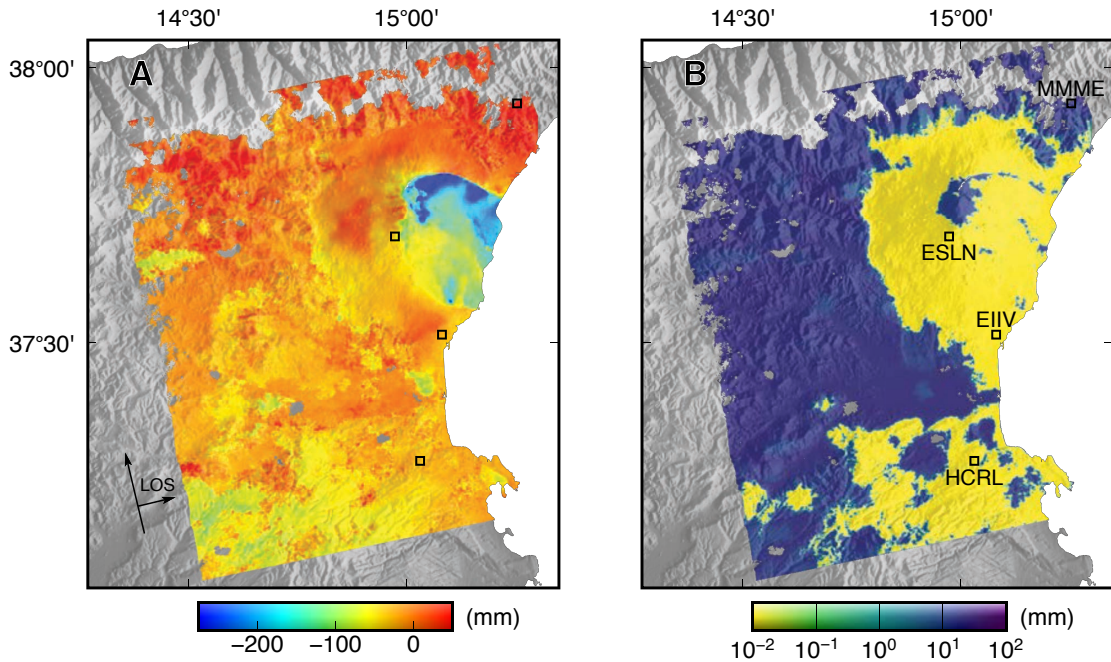 14°30' 15°00' 14°30' 15°00'
38°00'
A B
MMME
ESLN
EIIV
37°30'
LOS
HCRL
(mm) (mm)
−200 −100 0
10⁻² 10⁻¹ 10⁰ 10¹ 10²